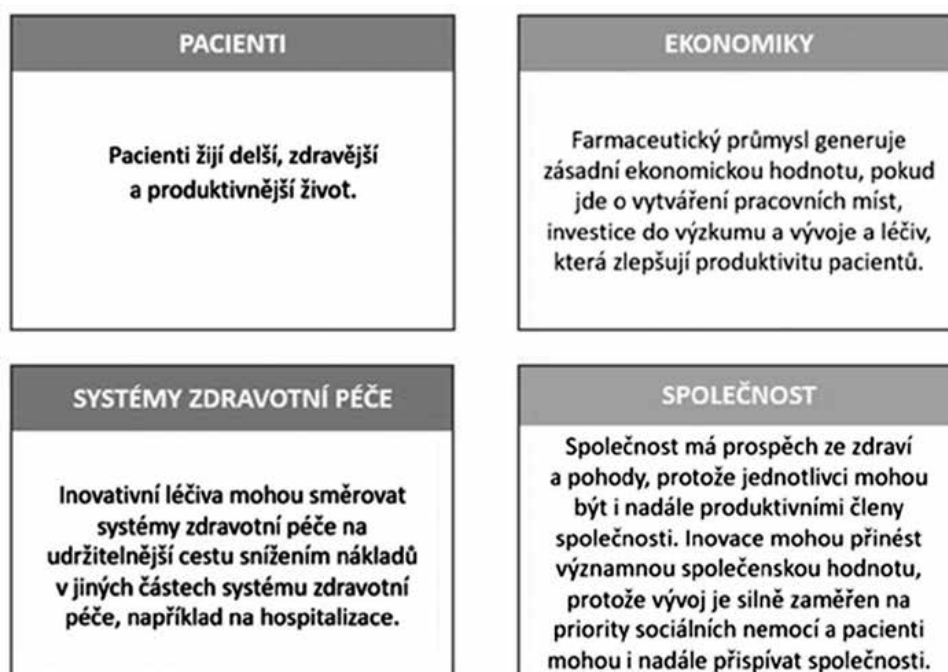 PACIENTI
Pacienti žijí delší, zdravější
a produktivnější život.
EKONOMIKY
Farmaceutický průmysl generuje
zásadní ekonomickou hodnotu, pokud
jde o vytváření pracovních míst,
investice do výzkumu a vývoje a léčiv,
která zlepšují produktivitu pacientů.
SYSTÉMY ZDRAVOTNÍ PÉČE
Inovativní léčiva mohou směrovat
systémy zdravotní péče na
udržitelnější cestu snížením nákladů
v jiných částech systému zdravotní
péče, například na hospitalizace.
SPOLEČNOST
Společnost má prospěch ze zdraví
a pohody, protože jednotlivci mohou
být i nadále produktivními členy
společnosti. Inovace mohou přinést
významnou společenskou hodnotu,
protože vývoj je silně zaměřen na
priority sociálních nemocí a pacienti
mohou i nadále přispívat společnosti.